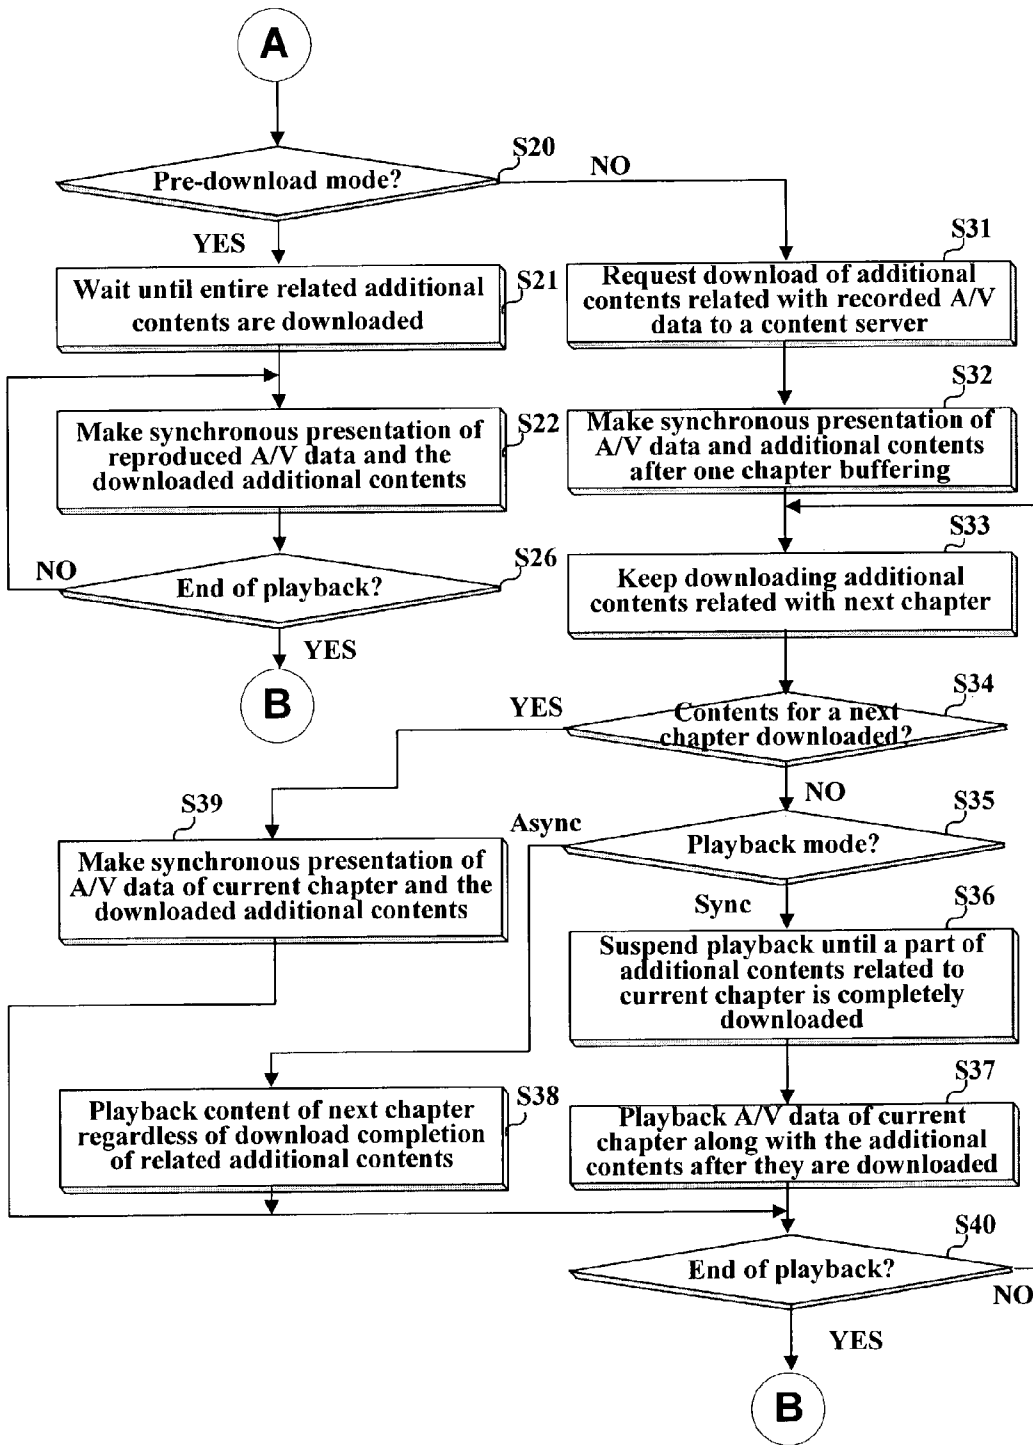 A
S20
Pre-download mode?
NO
YES
S21
Wait until entire related additional
contents are downloaded
S31
Request download of additional
contents related with recorded A/V
data to a content server
S22
Make synchronous presentation of
reproduced A/V data and the
downloaded additional contents
S32
Make synchronous presentation of
A/V data and additional contents
after one chapter buffering
S26
NO
End of playback?
YES
B
S33
Keep downloading additional
contents related with next chapter
S34
YES
Contents for a next
chapter downloaded?
NO
S35
Async
Playback mode?
Sync
S39
Make synchronous presentation of
A/V data of current chapter and the
downloaded additional contents
S36
Suspend playback until a part of
additional contents related to
current chapter is completely
downloaded
S38
Playback content of next chapter
regardless of download completion
of related additional contents
S37
Playback A/V data of current
chapter along with the additional
contents after they are downloaded
S40
End of playback?
NO
YES
B